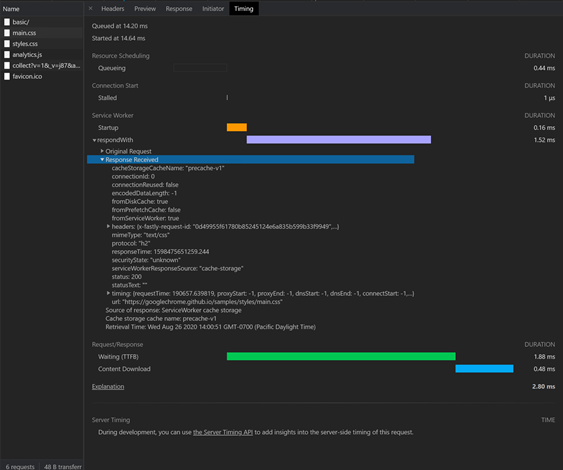 Name
× Headers Preview Response Initiator Timing
basic/
main.css
styles.css
analytics.js
collect?v=1&_v=j87&a...
favicon.ico
Queued at 14.20 ms
Started at 14.64 ms
Resource Scheduling DURATION
Queueing 0.44 ms
Connection Start DURATION
Stalled 1 μs
Service Worker DURATION
Startup 0.16 ms
▼respondWith 1.52 ms
▶Original Request
▼Response Received
cacheStorageCacheName: "precache-v1"
connectionId: 0
connectionReused: false
encodedDataLength: -1
fromDiskCache: true
fromPrefetchCache: false
fromServiceWorker: true
▶headers: {x-fastly-request-id: "0d49955f61780b85245124e6a835b599b33f9949",...}
mimeType: "text/css"
protocol: "h2"
responseTime: 1598475651259.244
securityState: "unknown"
serviceWorkerResponseSource: "cache-storage"
status: 200
statusText: ""
▶timing: {requestTime: 190657.639819, proxyStart: -1, proxyEnd: -1, dnsStart: -1, dnsEnd: -1, connectStart: -1,...}
url: "https://googlechrome.github.io/samples/styles/main.css"
Source of response: ServiceWorker cache storage
Cache storage cache name: precache-v1
Retrieval Time: Wed Aug 26 2020 14:00:51 GMT-0700 (Pacific Daylight Time)
Request/Response DURATION
Waiting (TTFB) 1.88 ms
Content Download 0.48 ms
Explanation 2.80 ms
Server Timing TIME
During development, you can use the Server Timing API to add insights into the server-side timing of this request.
6 requests 48 B transferr